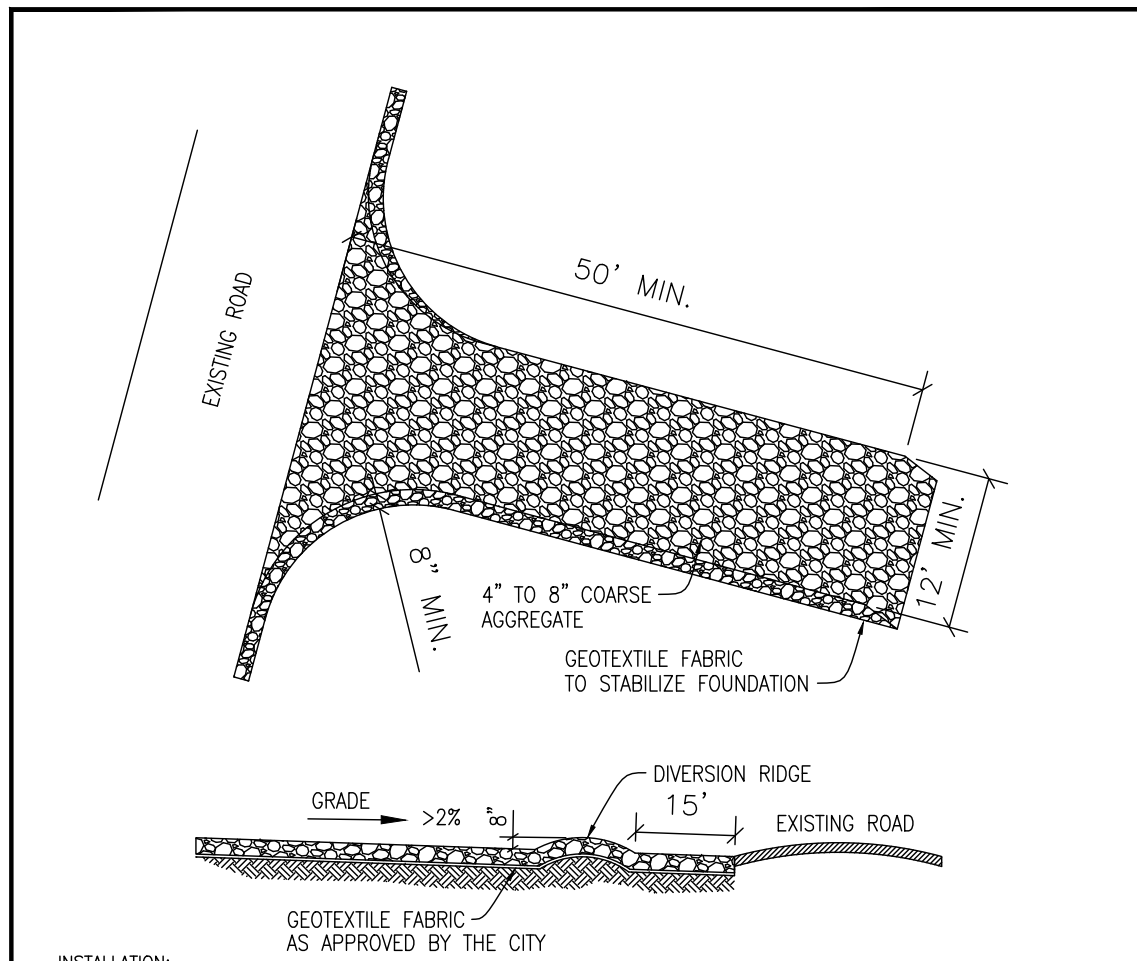 EXISTING ROAD
50' MIN.
12' MIN.
8" MIN.
4" TO 8" COARSE
AGGREGATE
GEOTEXTILE FABRIC
TO STABILIZE FOUNDATION
DIVERSION RIDGE
GRADE
>2%
8"
15'
EXISTING ROAD
GEOTEXTILE FABRIC
AS APPROVED BY THE CITY
INSTALLATION: